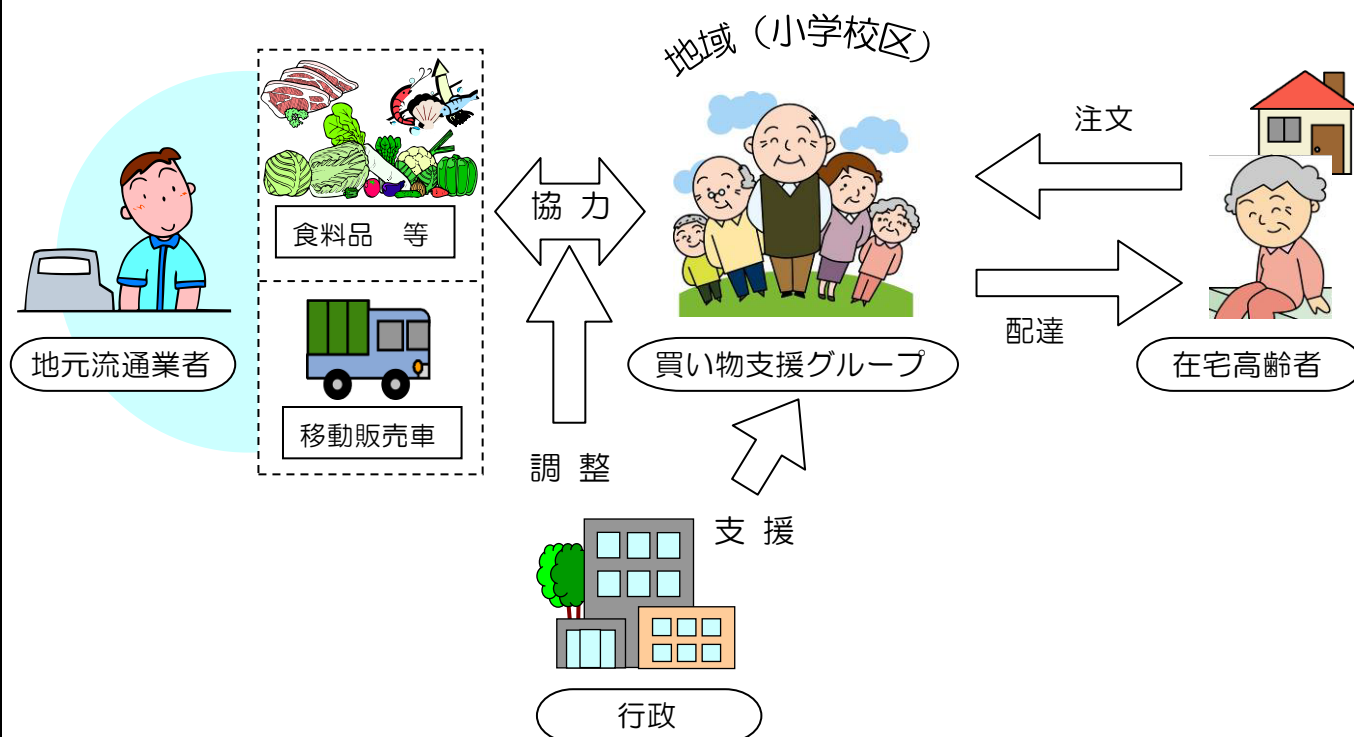 地域（小学校区）
注文
協 力
食料品　等
配達
地元流通業者
買い物支援グループ
在宅高齢者
移動販売車
調 整
支 援
行政